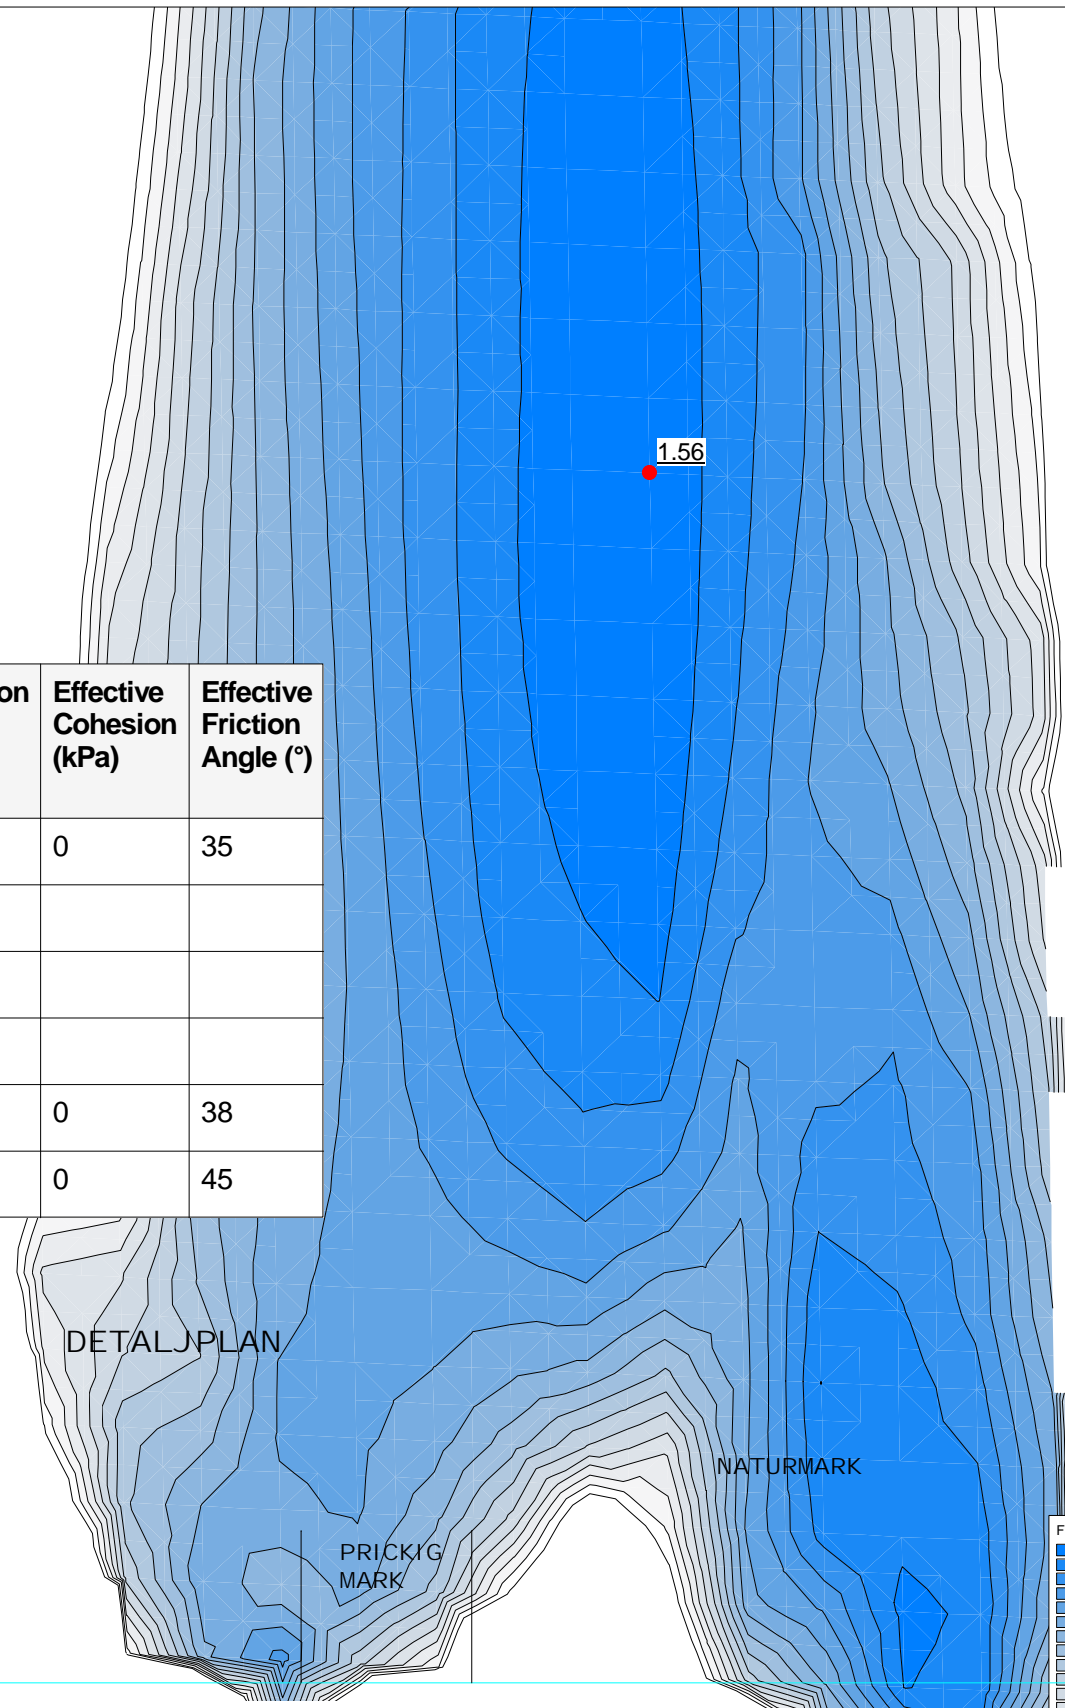 1.56
on Effective Effective
Cohesion Friction
(kPa) Angle (°)
0 35
0 38
0 45
DETALJPLAN
NATURMARK
PRICKIG
MARK
F